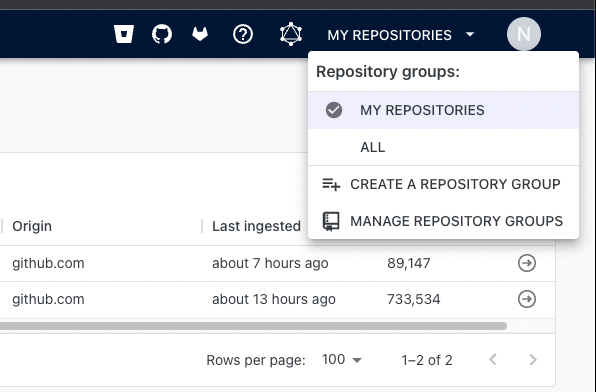 MY REPOSITORIES
N
Repository groups:
MY REPOSITORIES
ALL
CREATE A REPOSITORY GROUP
MANAGE REPOSITORY GROUPS
Origin Last ingested
github.com about 7 hours ago 89,147
github.com about 13 hours ago 733,534
Rows per page: 100 1–2 of 2